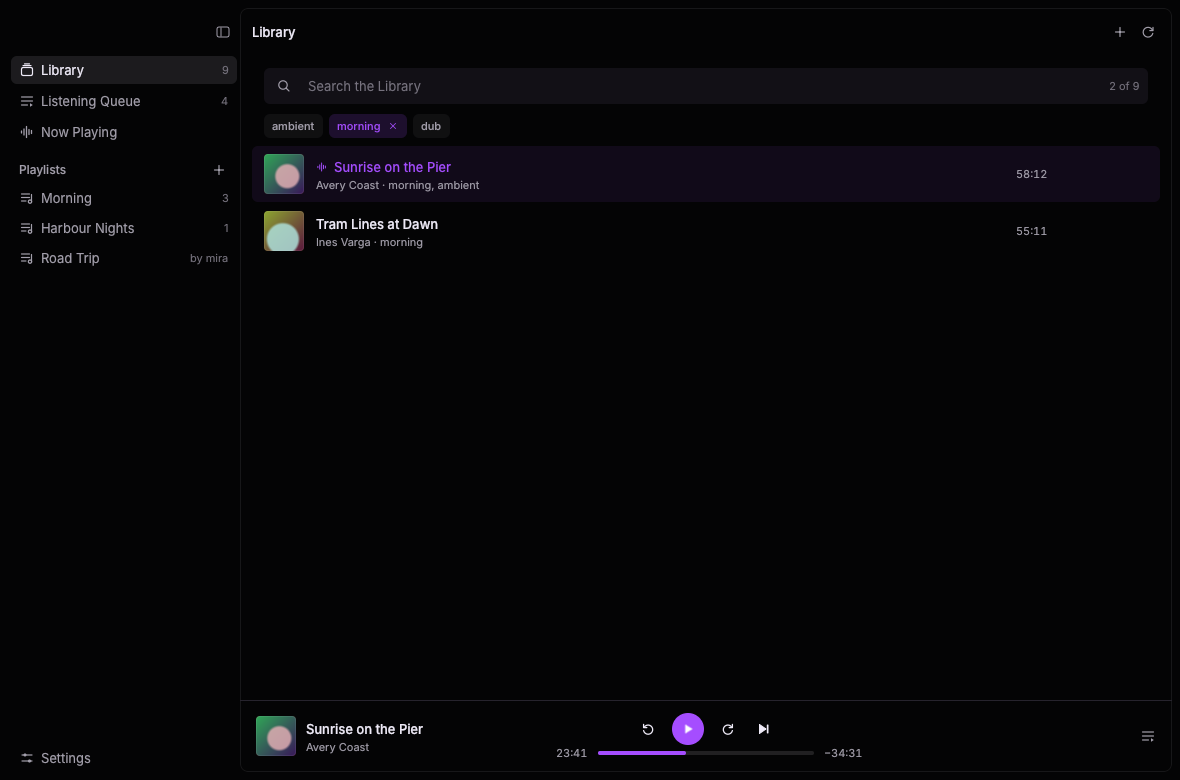 Library 9
Listening Queue 4
Now Playing
Playlists
Morning 3
Harbour Nights 1
Road Trip by mira
Settings
Library
Search the Library 2 of 9
ambient morning dub
Sunrise on the Pier
Avery Coast · morning, ambient
58:12
Tram Lines at Dawn
Ines Varga · morning
55:11
Sunrise on the Pier
Avery Coast
23:41 −34:31